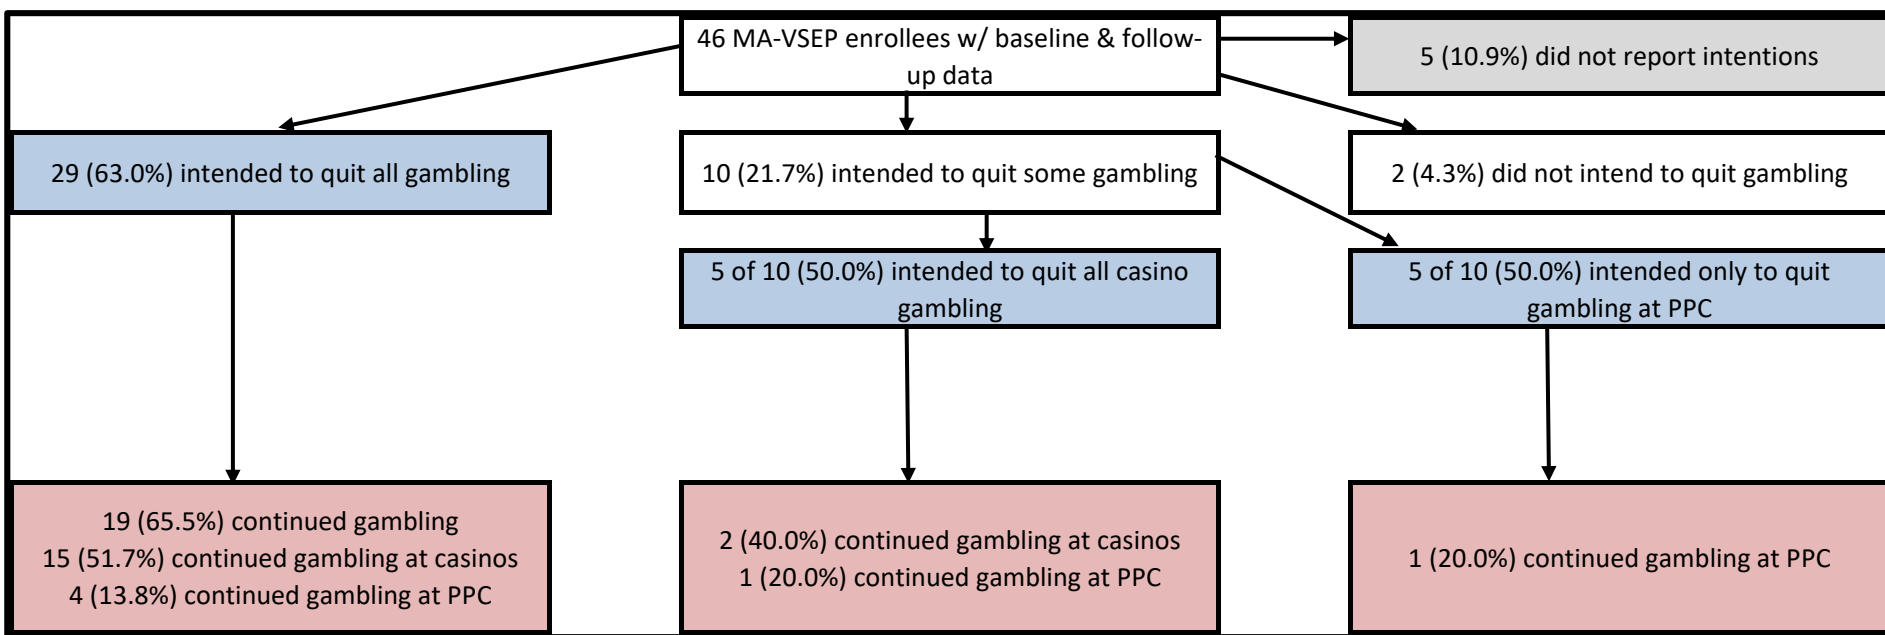 46 MA-VSEP enrollees w/ baseline & follow-
up data
5 (10.9%) did not report intentions
29 (63.0%) intended to quit all gambling
10 (21.7%) intended to quit some gambling
2 (4.3%) did not intend to quit gambling
5 of 10 (50.0%) intended to quit all casino
gambling
5 of 10 (50.0%) intended only to quit
gambling at PPC
19 (65.5%) continued gambling
15 (51.7%) continued gambling at casinos
4 (13.8%) continued gambling at PPC
2 (40.0%) continued gambling at casinos
1 (20.0%) continued gambling at PPC
1 (20.0%) continued gambling at PPC